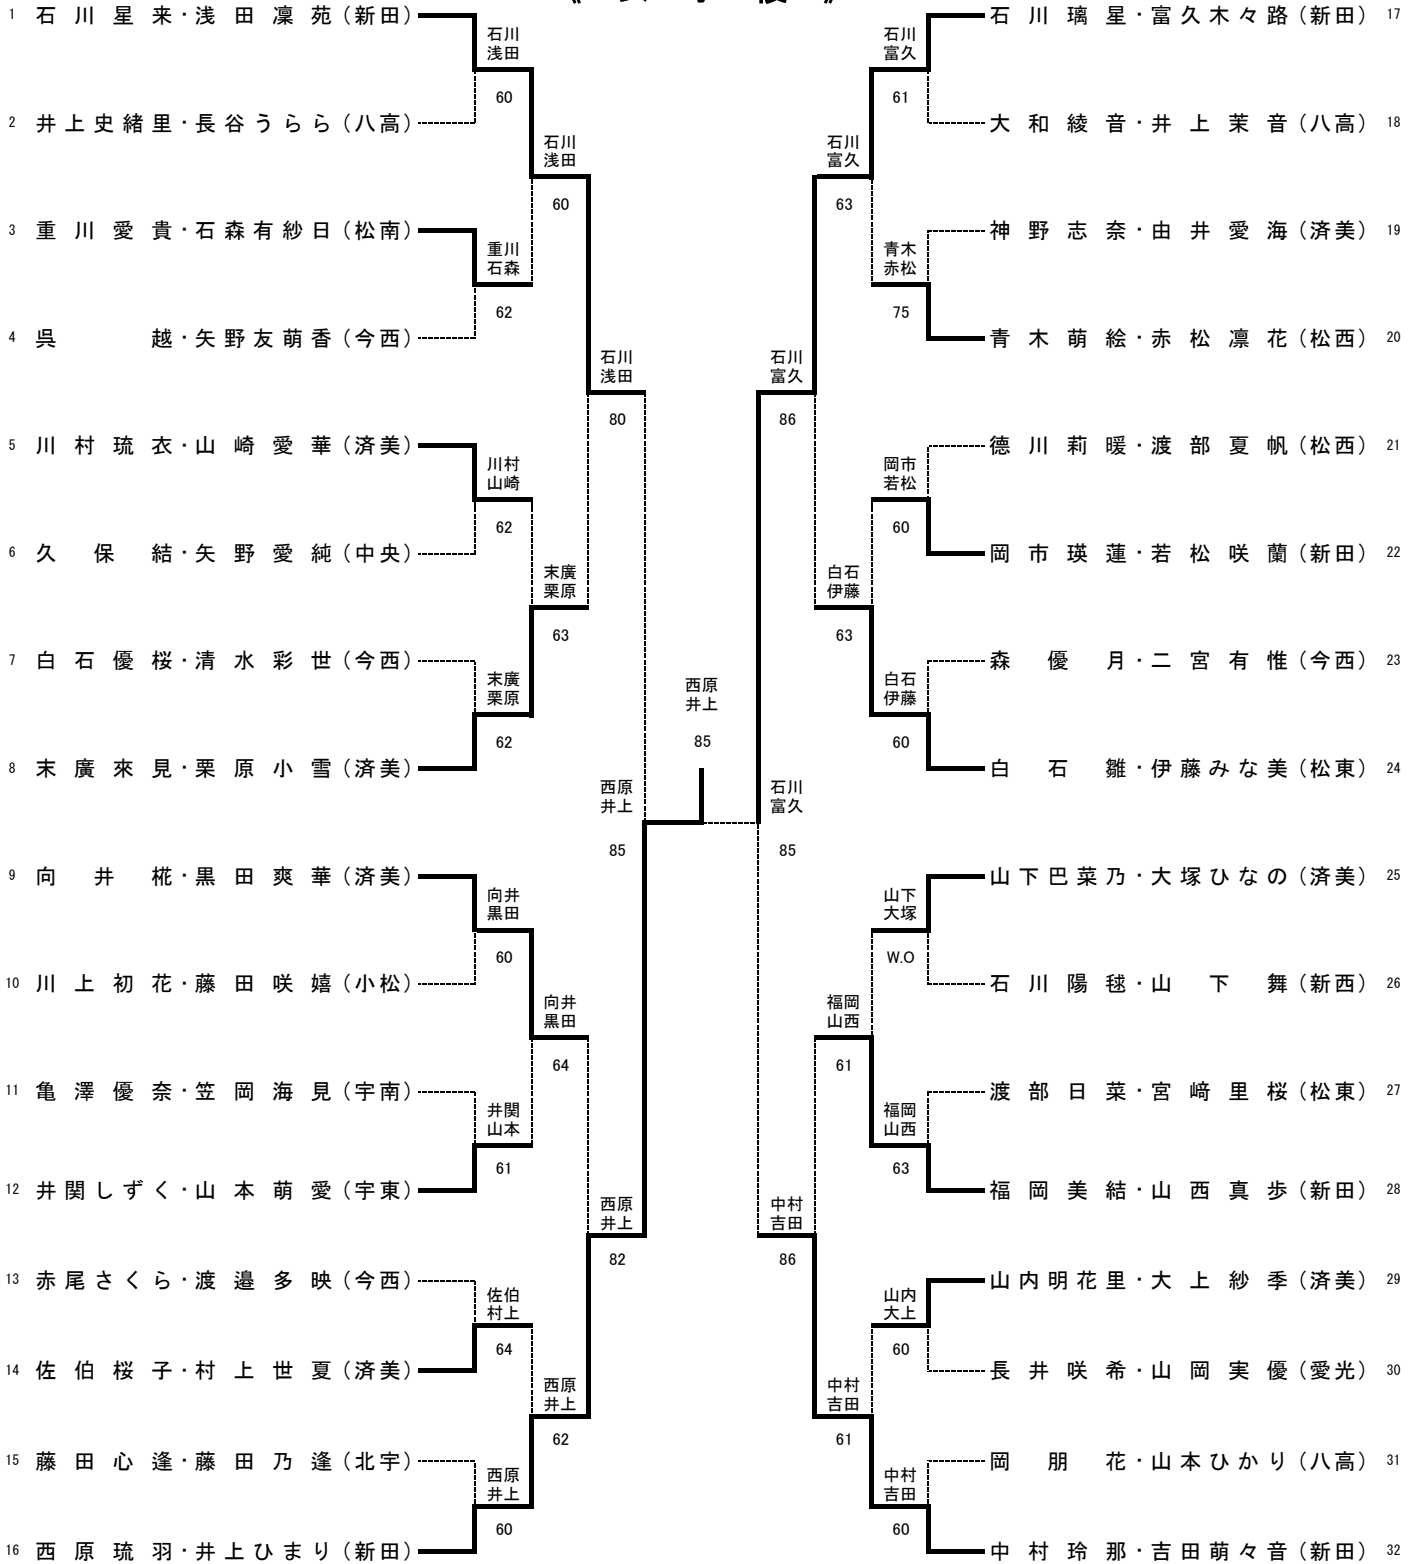 1 石川星来・浅田凜苑(新田)
2 井上史緒里・長谷うらら(八高)
3 重川愛貴・石森有紗日(松南)
4 呉越・矢野友萌香(今西)
5 川村琉衣・山崎愛華(済美)
6 久保結・矢野愛純(中央)
7 白石優桜・清水彩世(今西)
8 末廣來見・栗原小雪(済美)
9 向井椛・黒田爽華(済美)
10 川上初花・藤田咲嬉(小松)
11 亀澤優奈・笠岡海見(宇南)
12 井関しずく・山本萌愛(宇東)
13 赤尾さくら・渡邉多映(今西)
14 佐伯桜子・村上世夏(済美)
15 藤田心逢・藤田乃逢(北宇)
16 西原琉羽・井上ひまり(新田)
石川
浅田
60
重川
石森
62
川村
山崎
62
末廣
栗原
62
向井
黒田
60
井関
山本
61
佐伯
村上
64
西原
井上
60
石川
浅田
60
末廣
栗原
63
向井
黒田
64
西原
井上
62
石川
浅田
80
西原
井上
82
西原
井上
85
西原
井上
85
石川
富久
85
石川
富久
86
中村
吉田
86
石川
富久
63
白石
伊藤
63
福岡
山西
61
中村
吉田
61
石川
富久
61
青木
赤松
75
岡市
若松
60
白石
伊藤
60
山下
大塚
W.O
福岡
山西
63
山内
大上
60
中村
吉田
60
石川璃星・富久木々路(新田) 17
大和綾音・井上茉音(八高) 18
神野志奈・由井愛海(済美) 19
青木萌絵・赤松凛花(松西) 20
德川莉暖・渡部夏帆(松西) 21
岡市瑛蓮・若松咲蘭(新田) 22
森優月・二宮有惟(今西) 23
白石雛・伊藤みな美(松東) 24
山下巴菜乃・大塚ひなの(済美) 25
石川陽毬・山下舞(新西) 26
渡部日菜・宮﨑里桜(松東) 27
福岡美結・山西真歩(新田) 28
山内明花里・大上紗季(済美) 29
長井咲希・山岡実優(愛光) 30
岡朋花・山本ひかり(八高) 31
中村玲那・吉田萌々音(新田) 32